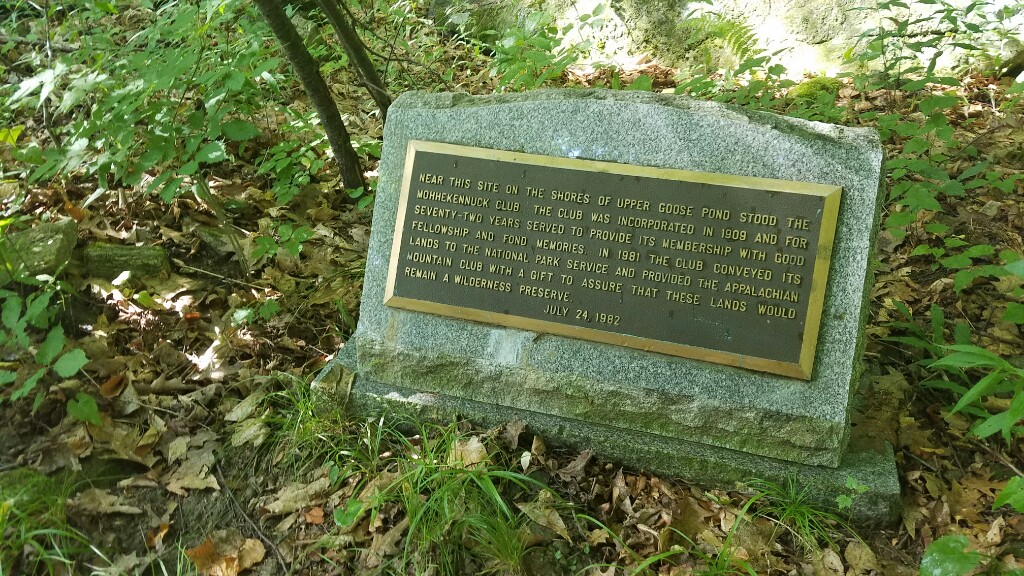 NEAR THIS SITE ON THE SHORES OF UPPER GOOSE POND STOOD THE
MOHHEKENNUCK CLUB. THE CLUB WAS INCORPORATED IN 1909 AND FOR
SEVENTY-TWO YEARS SERVED TO PROVIDE ITS MEMBERSHIP WITH GOOD
FELLOWSHIP AND FOND MEMORIES. IN 1981 THE CLUB CONVEYED ITS
LANDS TO THE NATIONAL PARK SERVICE AND PROVIDED THE APPALACHIAN
MOUNTAIN CLUB WITH A GIFT TO ASSURE THAT THESE LANDS WOULD
REMAIN A WILDERNESS PRESERVE.
JULY 24, 1982